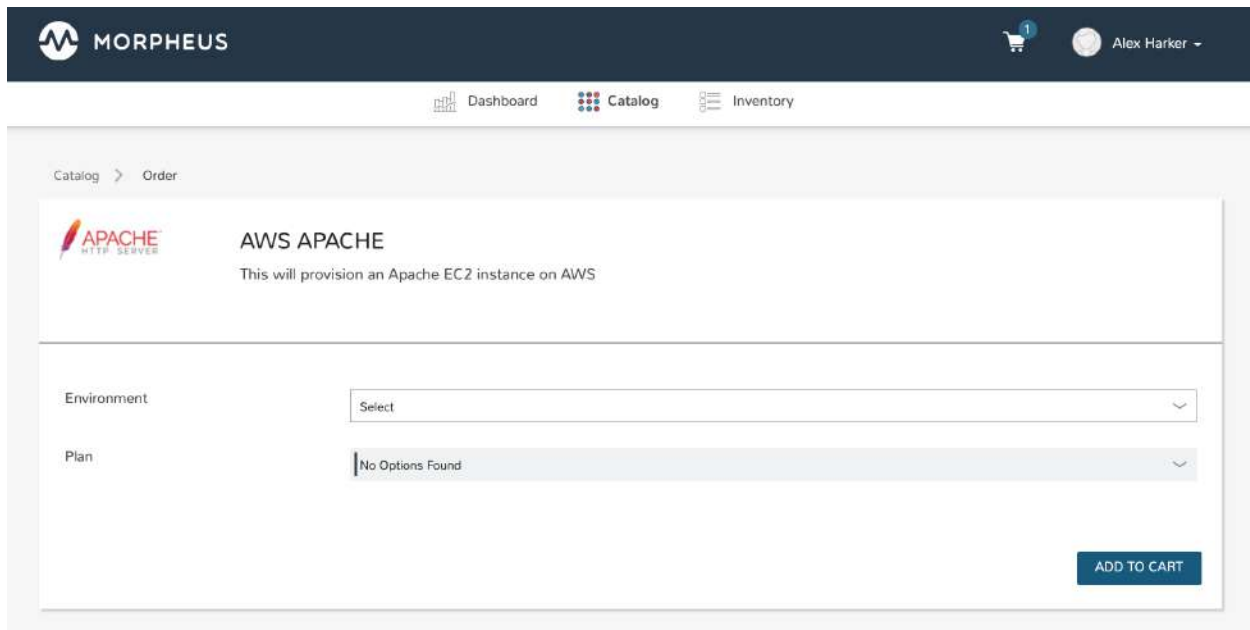 MORPHEUS
1
Alex Harker
Dashboard
Catalog
Inventory
Catalog > Order
APACHE
HTTP SERVER
AWS APACHE
This will provision an Apache EC2 instance on AWS
Environment
Select
Plan
No Options Found
ADD TO CART